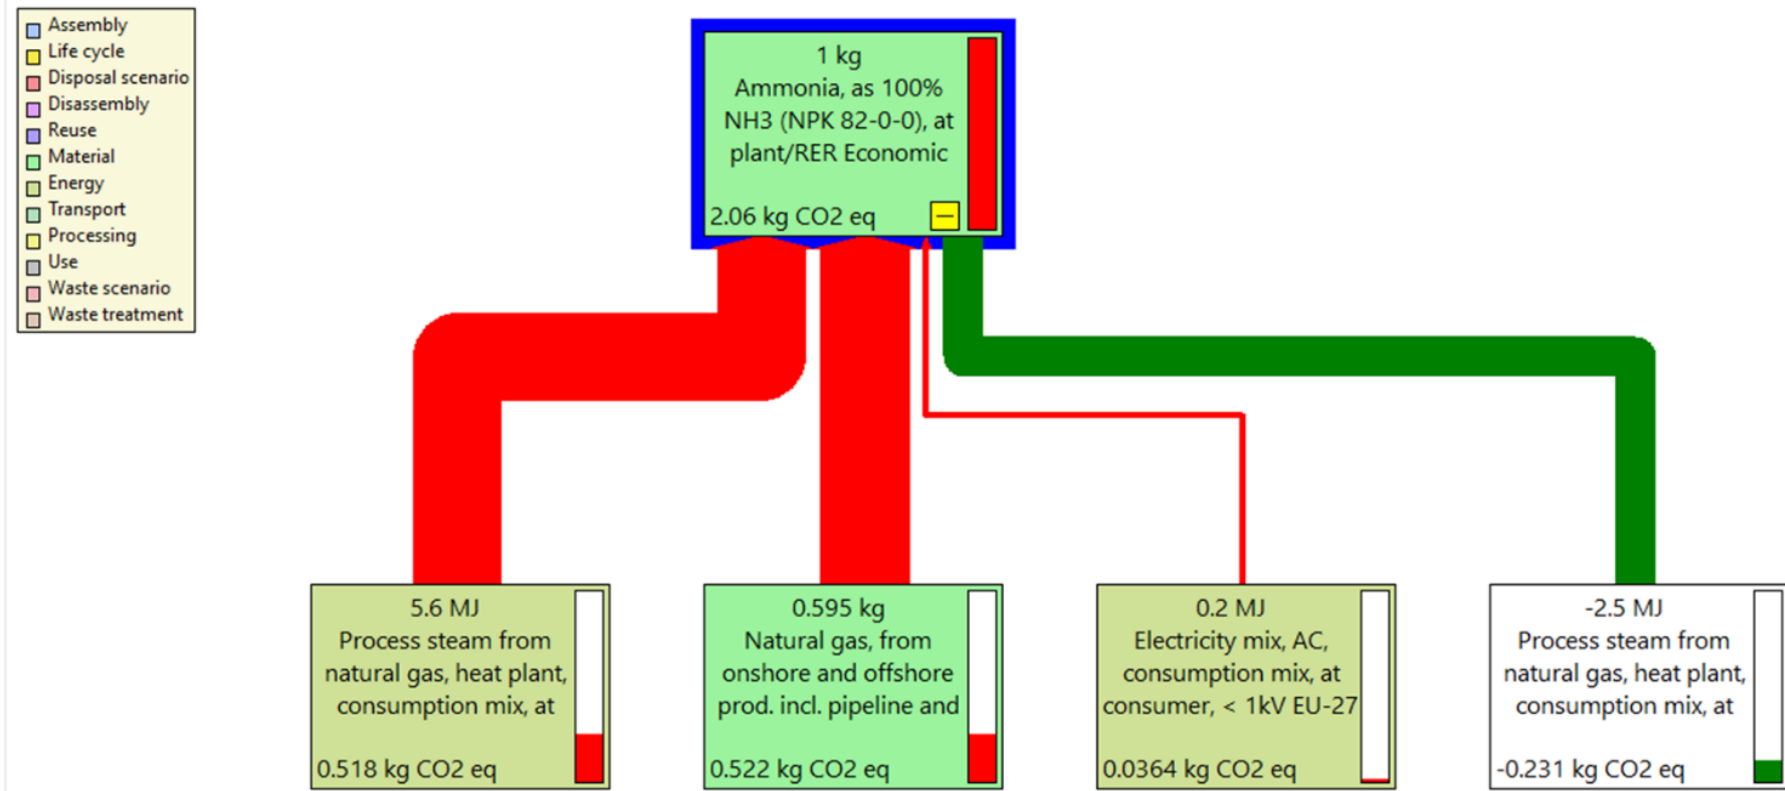 Assembly
Life cycle
Disposal scenario
Disassembly
Reuse
Material
Energy
Transport
Processing
Use
Waste scenario
Waste treatment
1 kg
Ammonia, as 100%
NH3 (NPK 82-0-0), at
plant/RER Economic
2.06 kg CO2 eq
5.6 MJ
Process steam from
natural gas, heat plant,
consumption mix, at
0.518 kg CO2 eq
0.595 kg
Natural gas, from
onshore and offshore
prod. incl. pipeline and
0.522 kg CO2 eq
0.2 MJ
Electricity mix, AC,
consumption mix, at
consumer, < 1kV EU-27
0.0364 kg CO2 eq
-2.5 MJ
Process steam from
natural gas, heat plant,
consumption mix, at
-0.231 kg CO2 eq